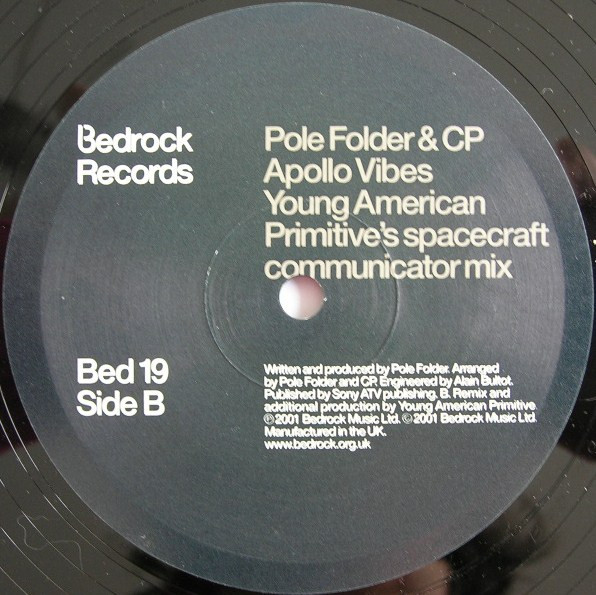 Bedrock
Records
Pole Folder & CP
Apollo Vibes
Young American
Primitive's spacecraft
communicator mix
Bed 19
Side B
Written and produced by Pole Folder. Arranged
by Pole Folder and CP. Engineered by Alain Bultot.
Published by Sony ATV publishing. B. Remix and
additional production by Young American Primitive
℗2001 Bedrock Music Ltd. ©2001 Bedrock Music Ltd.
Manufactured in the UK.
www.bedrock.org.uk